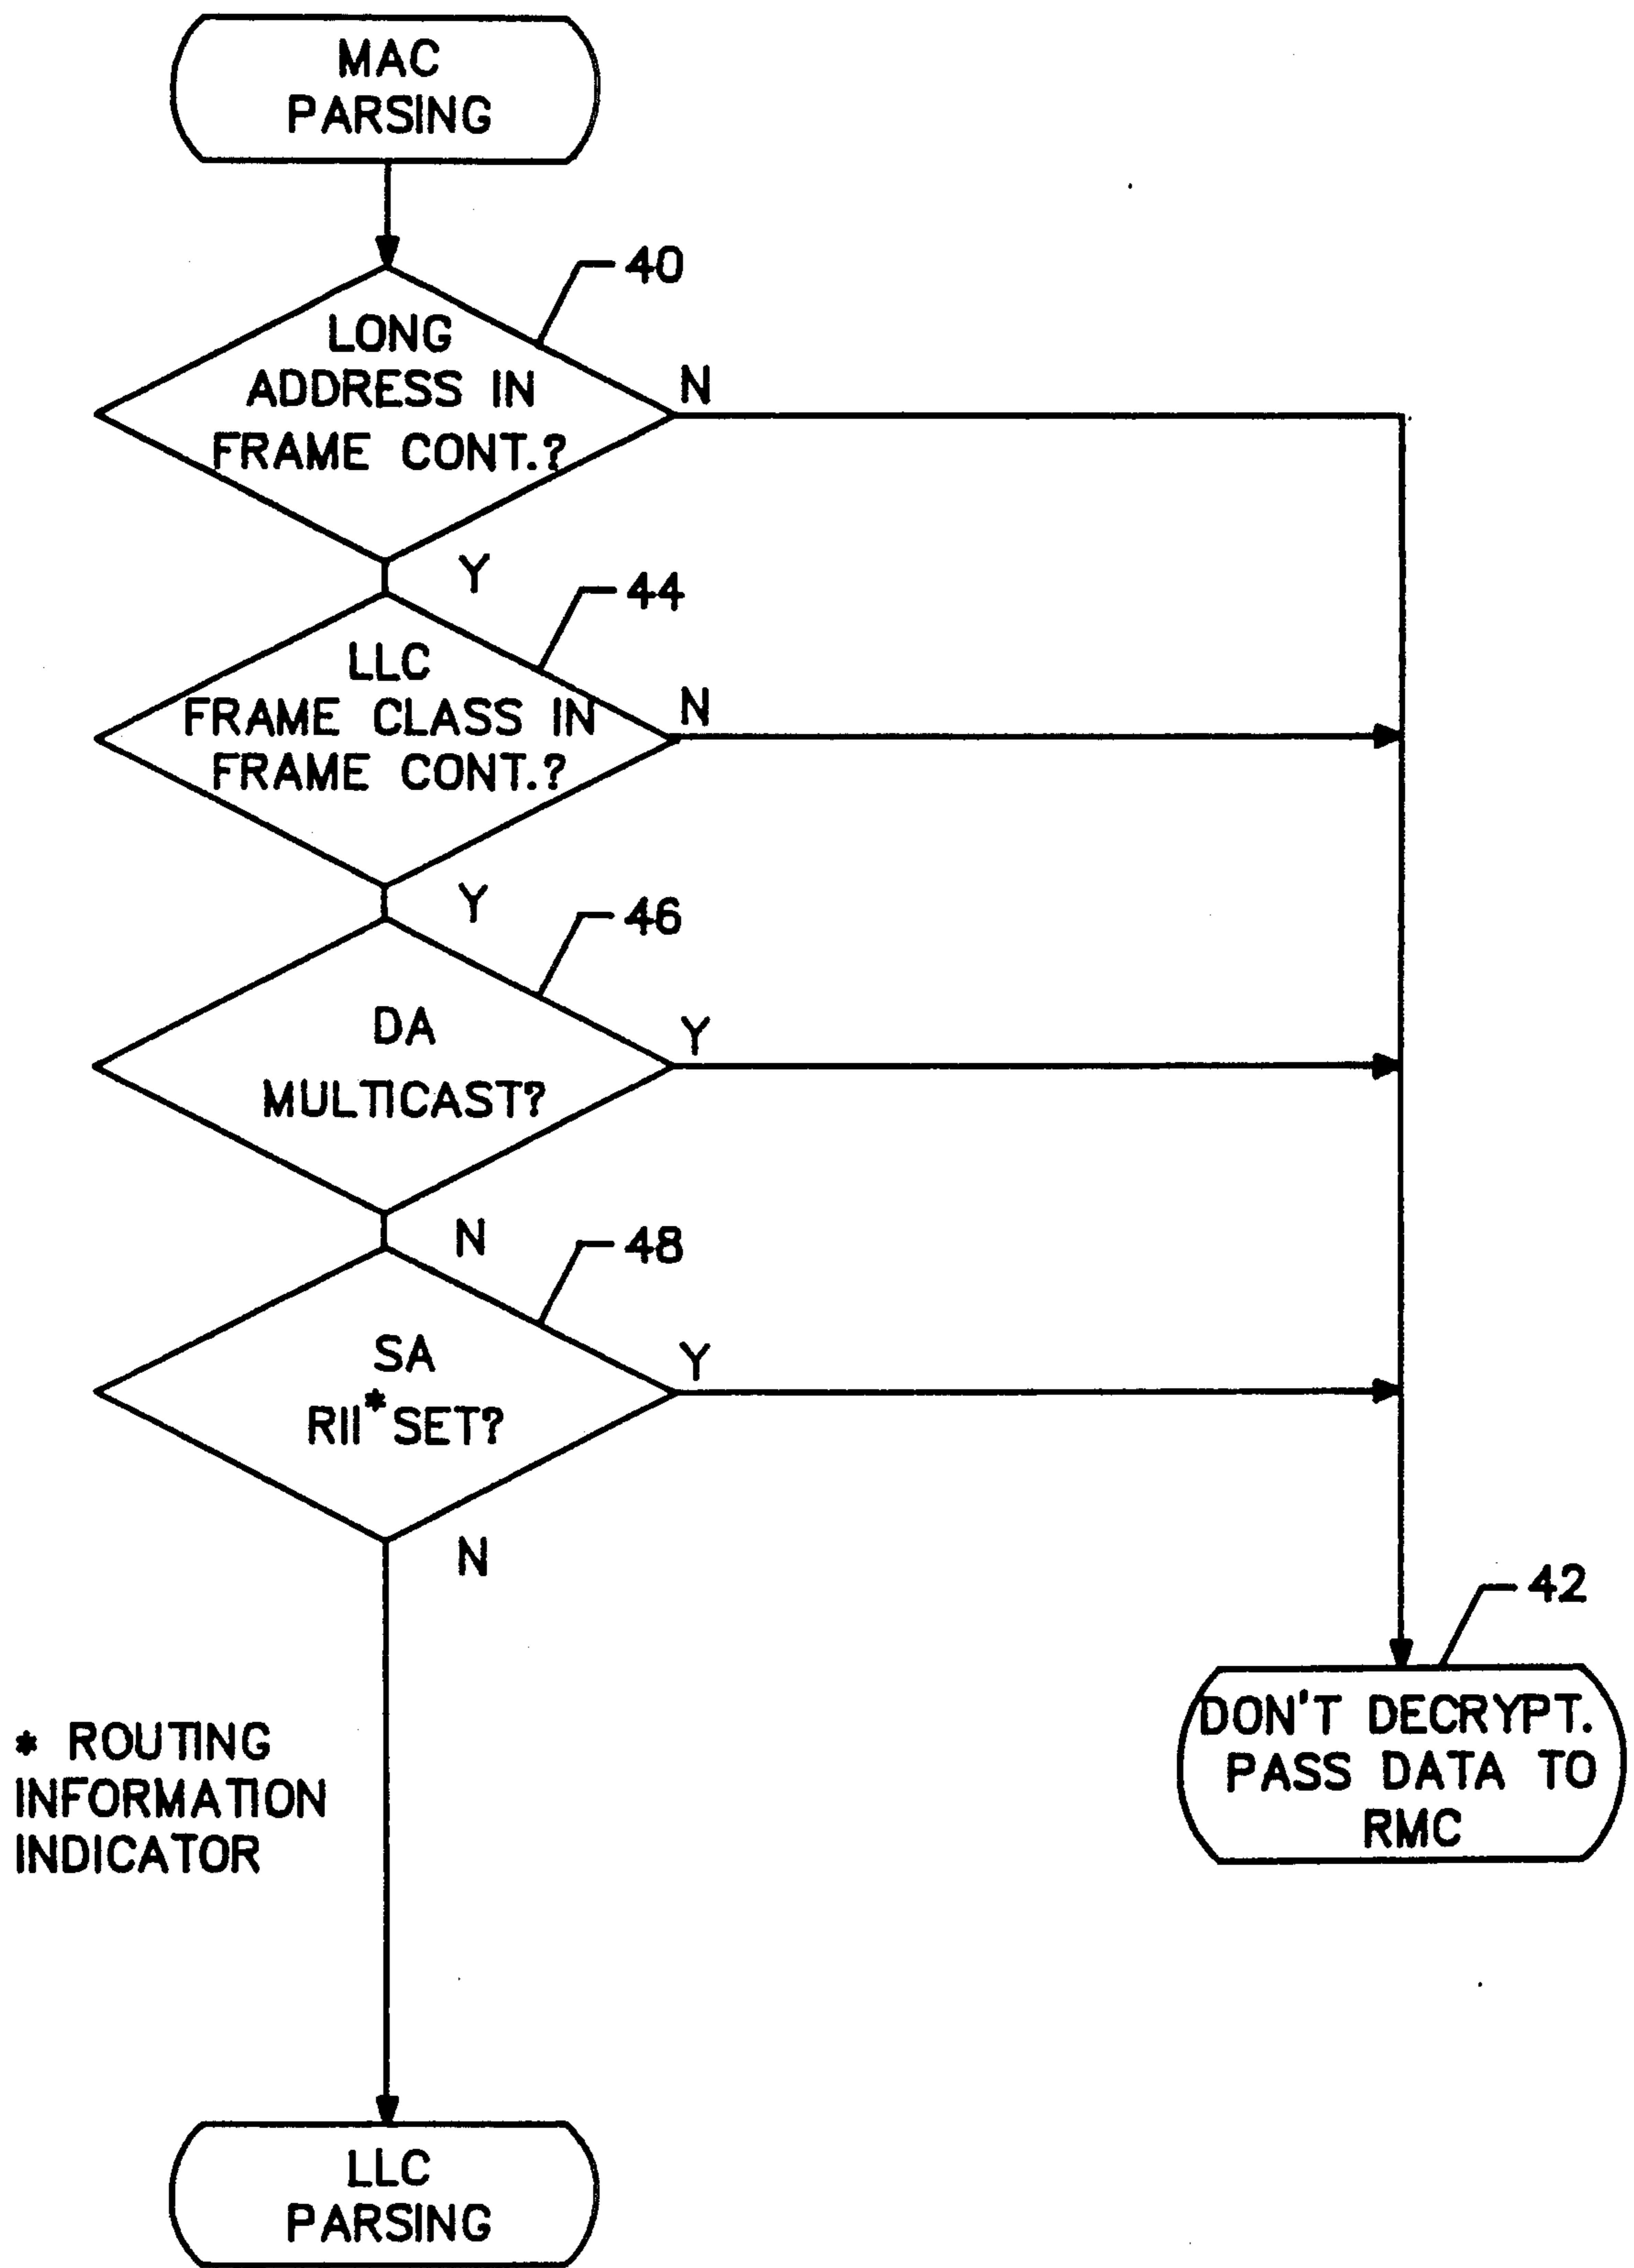 MAC
PARSING
40
LONG
ADDRESS IN
FRAME CONT.?
N
Y
44
LLC
FRAME CLASS IN
FRAME CONT.?
N
Y
46
DA
MULTICAST?
Y
N
48
SA
RII* SET?
Y
N
42
DON'T DECRYPT.
PASS DATA TO
RMC
* ROUTING
INFORMATION
INDICATOR
LLC
PARSING